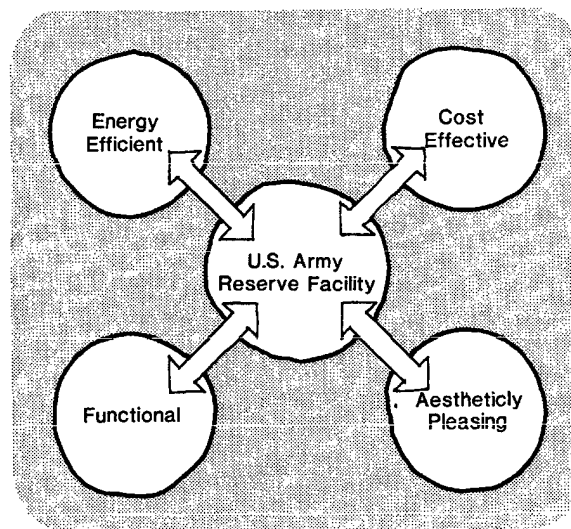 Energy
Efficient
Cost
Effective
U.S. Army
Reserve Facility
Functional
Aestheticly
Pleasing